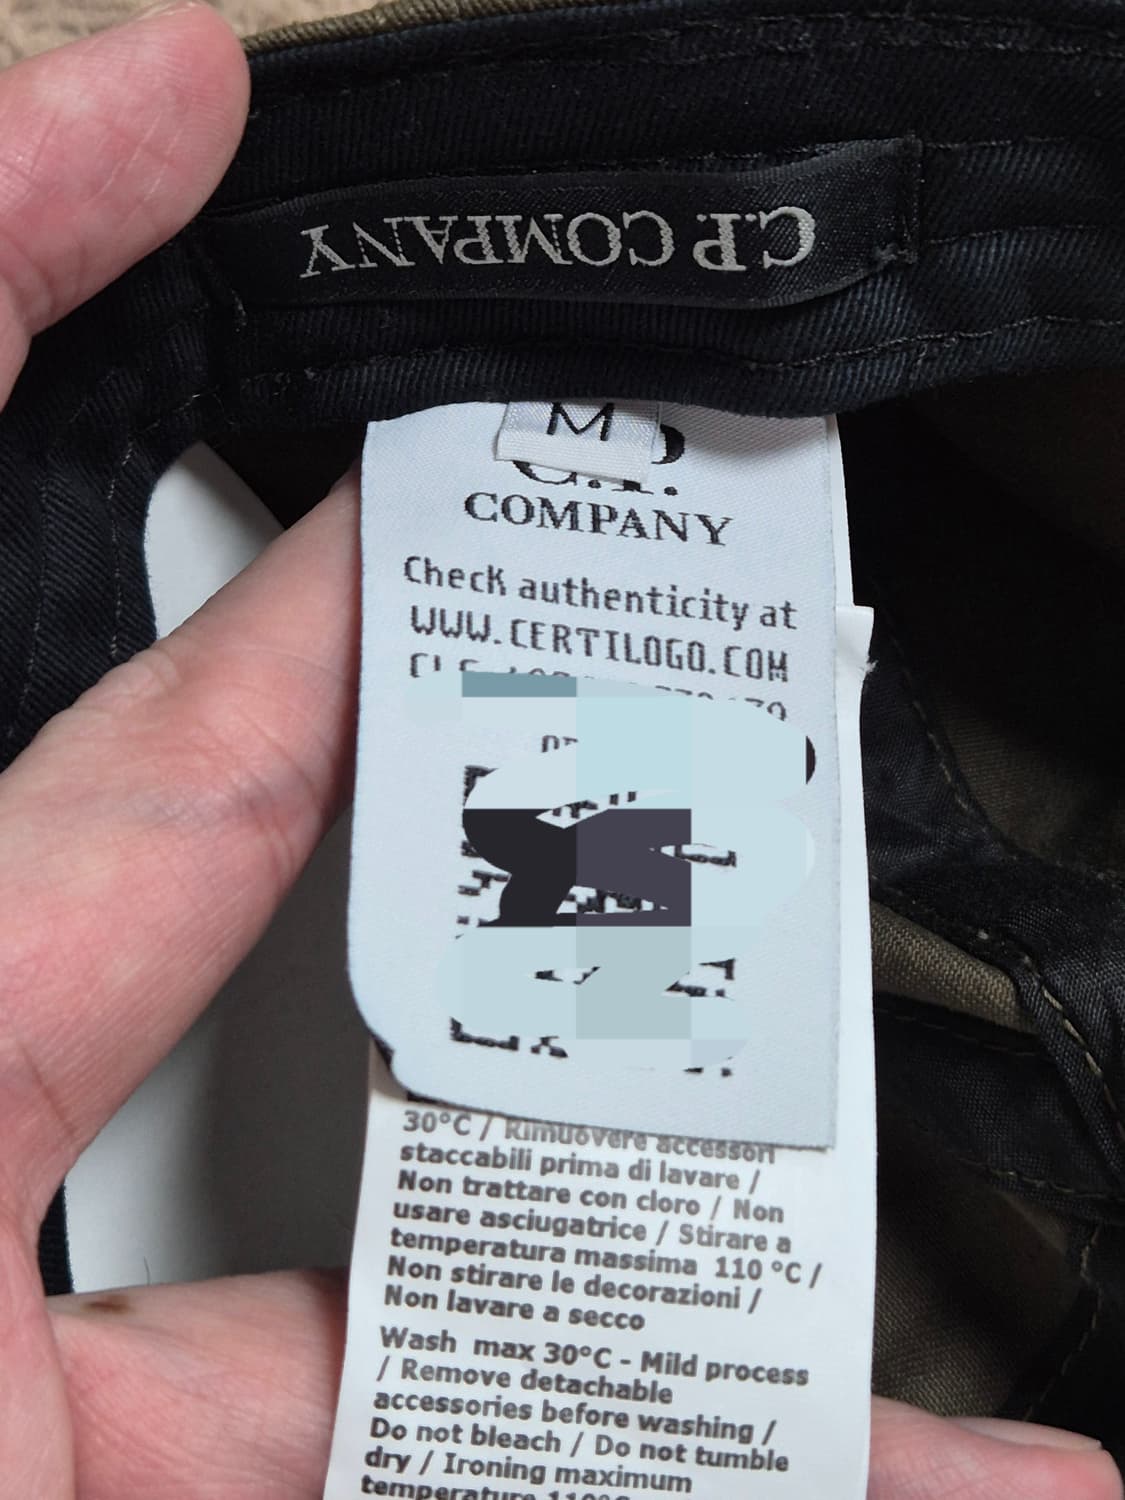 C.P. COMPANY
M
C.P.
COMPANY
Check authenticity at
WWW.CERTILOGO.COM
30°C / Rimuovere accessori
staccabili prima di lavare /
Non trattare con cloro / Non
usare asciugatrice / Stirare a
temperatura massima 110 °C /
Non stirare le decorazioni /
Non lavare a secco
Wash max 30°C - Mild process
/ Remove detachable
accessories before washing /
Do not bleach / Do not tumble
dry / Ironing maximum
temperature 110°C